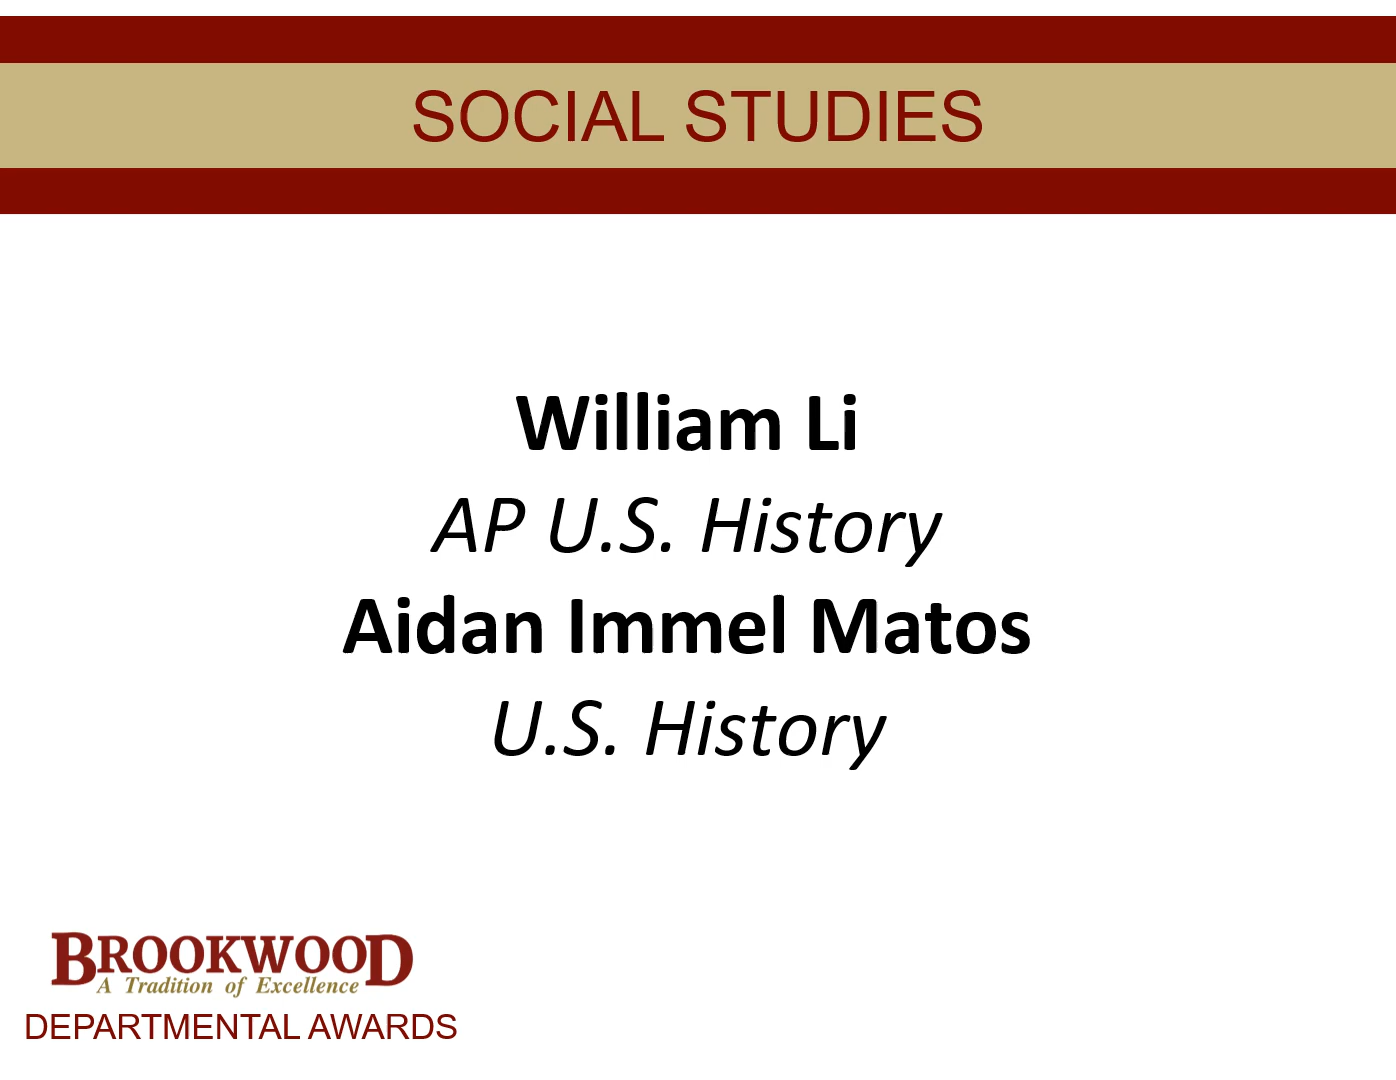 SOCIAL STUDIES
William Li
AP U.S. History
Aidan Immel Matos
U.S. History
BROOKWOOD
A Tradition of Excellence
DEPARTMENTAL AWARDS